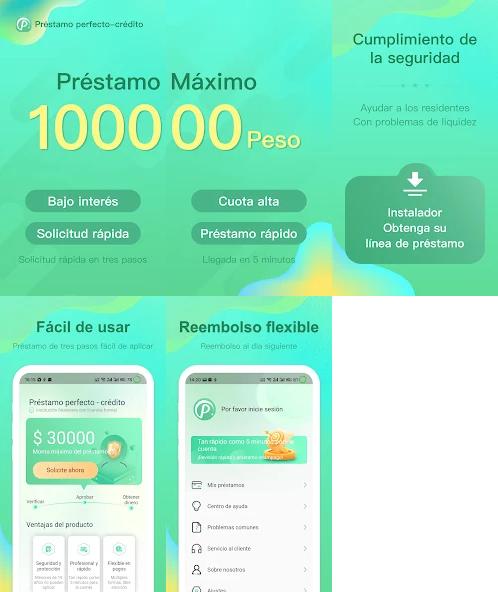 Préstamo perfecto-crédito
Préstamo Máximo
1000000 Peso
Bajo interés
Cuota alta
Solicitud rápida
Préstamo rápido
Solicitud rápida en tres pasos
Llegada en 5 minutos
Cumplimiento de
la seguridad
Ayudar a los residentes
Con problemas de liquidez
Instalador
Obtenga su
línea de préstamo
Fácil de usar
Préstamo de tres pasos fácil de aplicar
Préstamo perfecto - crédito
$ 30000
Monto máximo del préstamo
Solicite ahora
Verificar
Aprobar
Obtener
dinero
Ventajas del producto
Seguridad y
protección
Profesional y
rápido
Flexible en
pagos
Reembolso flexible
Reembolso al día siguiente
14:20
Por favor inicie sesión
Tan rápido como 5 minutos
cuenta
Mis préstamos
Centro de ayuda
Problemas comunes
Servicio al cliente
Sobre nosotros
Ajustes